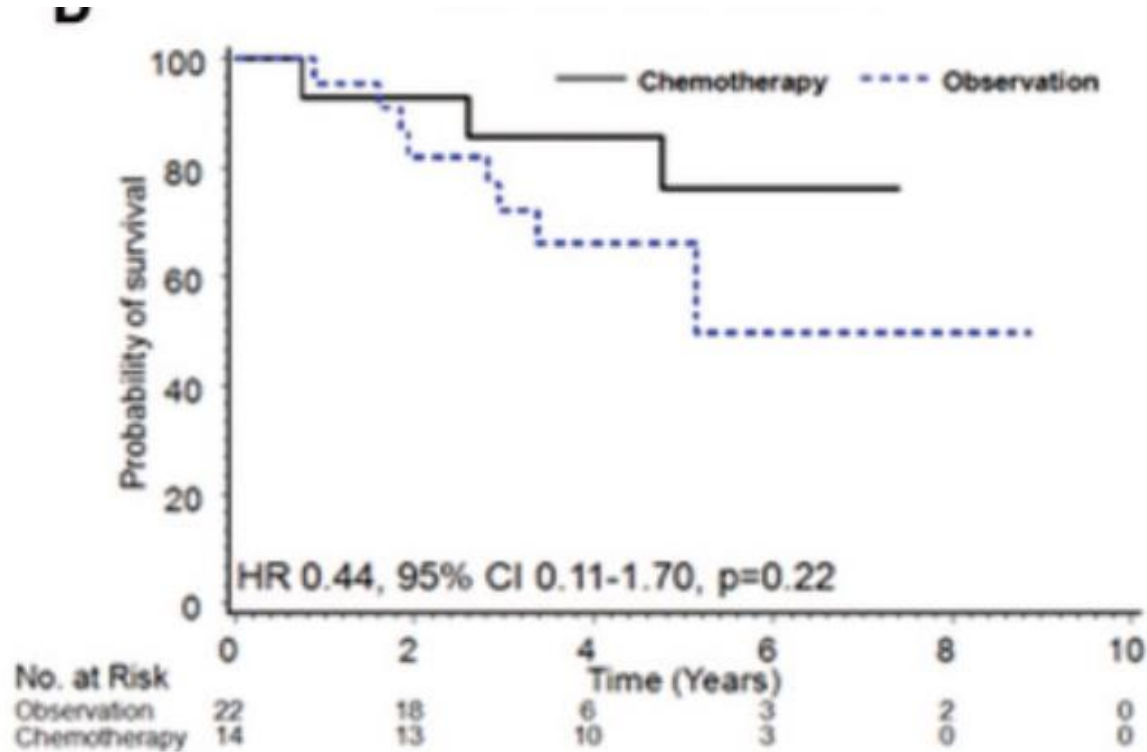 D
Chemotherapy Observation
100
80
60
40
20
0
Probability of survival
HR 0.44, 95% CI 0.11-1.70, p=0.22
0 2 4 6 8 10
Time (Years)
No. at Risk
Observation 22 18 6 3 2 0
Chemotherapy 14 13 10 3 0 0